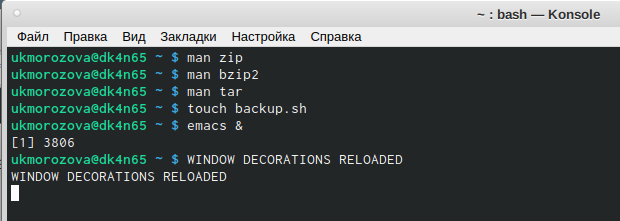 ~ : bash — Konsole
Файл Правка Вид Закладки Настройка Справка
ukmorozova@dk4n65 ~ $ man zip
ukmorozova@dk4n65 ~ $ man bzip2
ukmorozova@dk4n65 ~ $ man tar
ukmorozova@dk4n65 ~ $ touch backup.sh
ukmorozova@dk4n65 ~ $ emacs &
[1] 3806
ukmorozova@dk4n65 ~ $ WINDOW DECORATIONS RELOADED
WINDOW DECORATIONS RELOADED